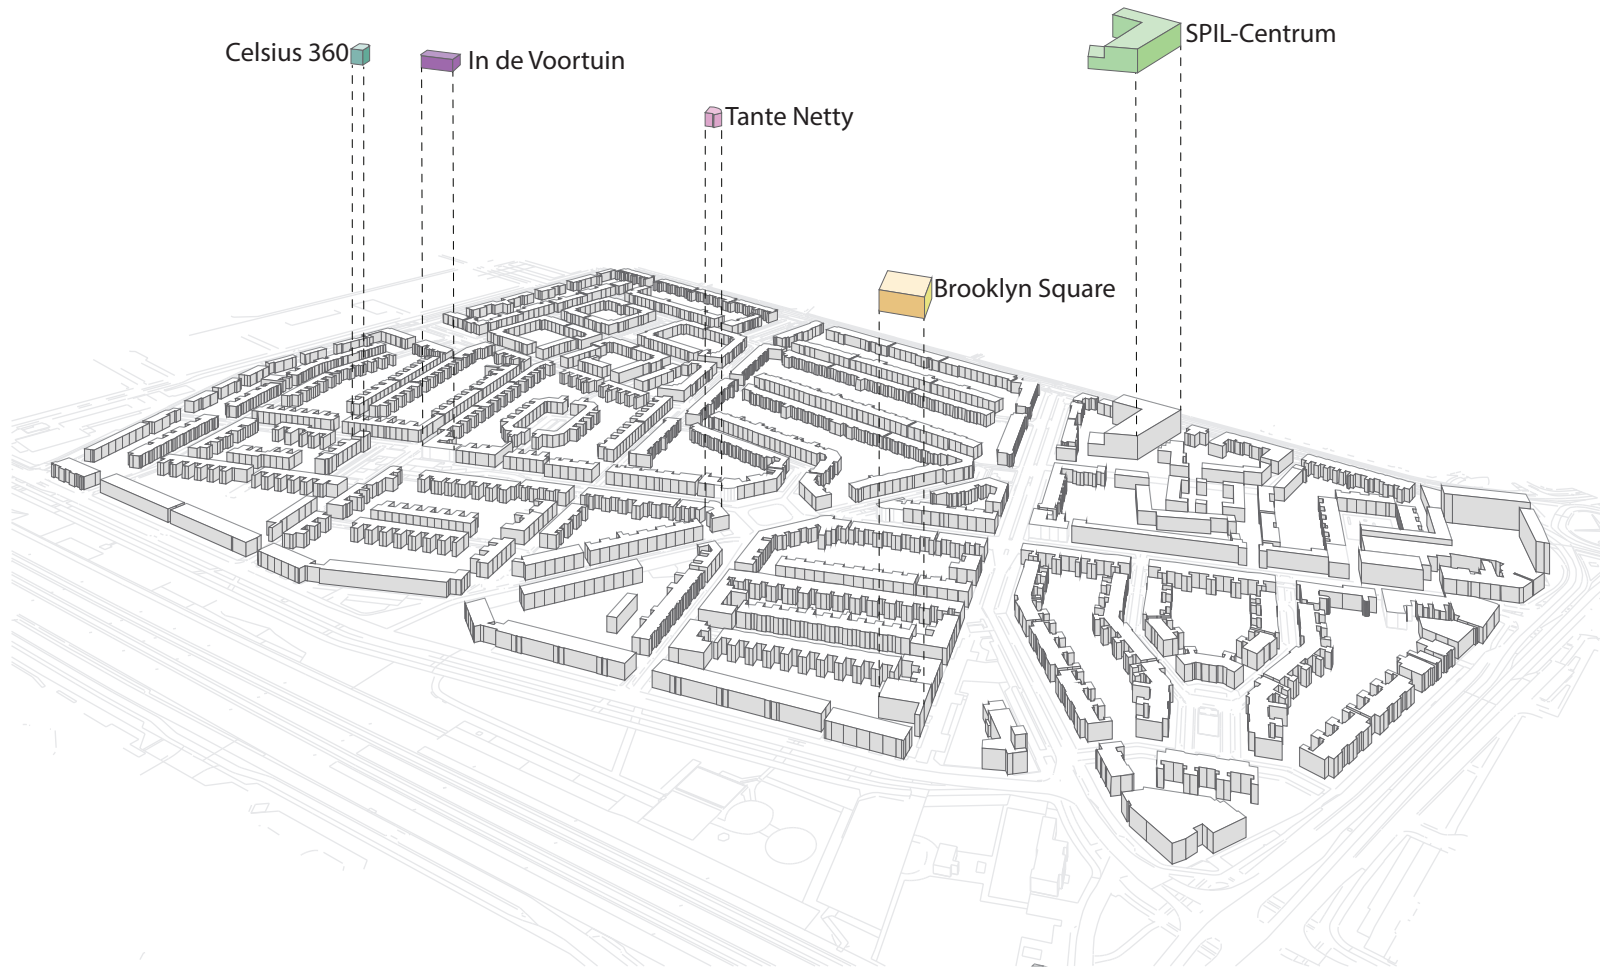 Celsius 360
In de Voortuin
Tante Netty
Brooklyn Square
SPIL-Centrum